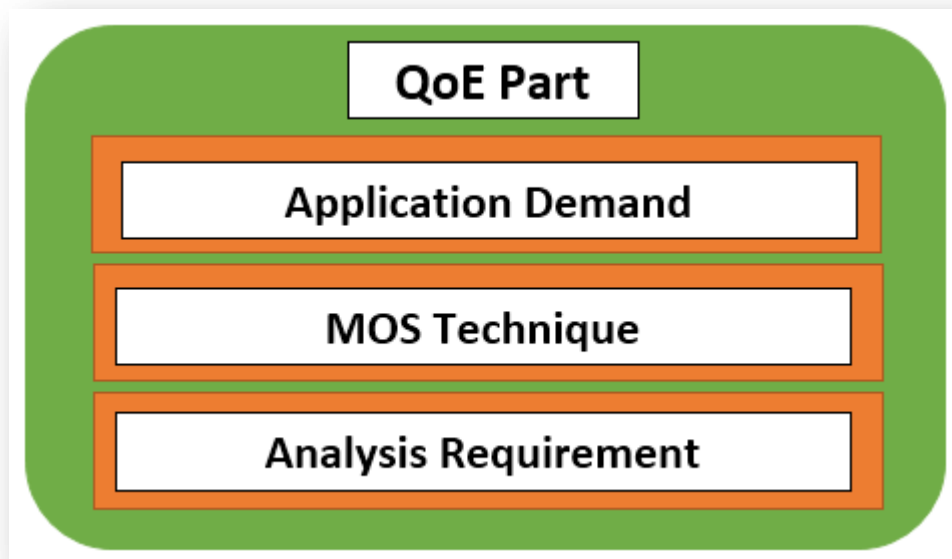 QoE Part
Application Demand
MOS Technique
Analysis Requirement